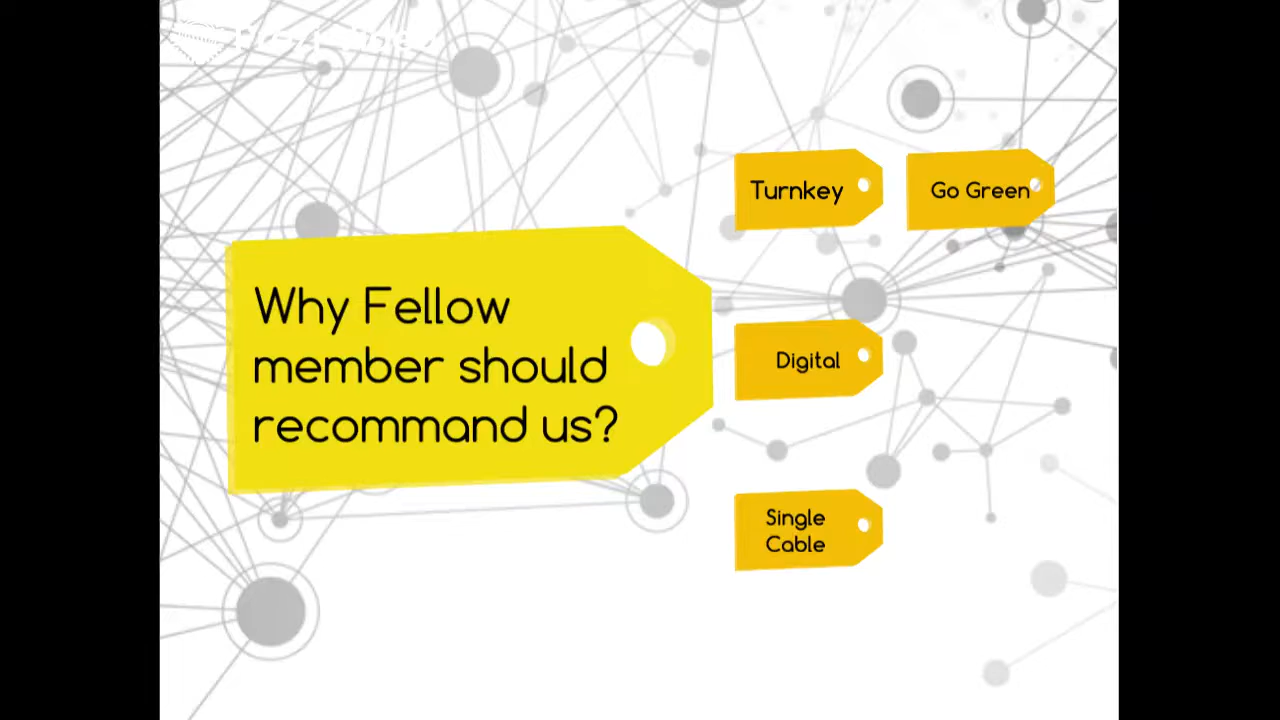 Why Fellow
member should
recommand us?
Turnkey
Go Green
Digital
Single
Cable